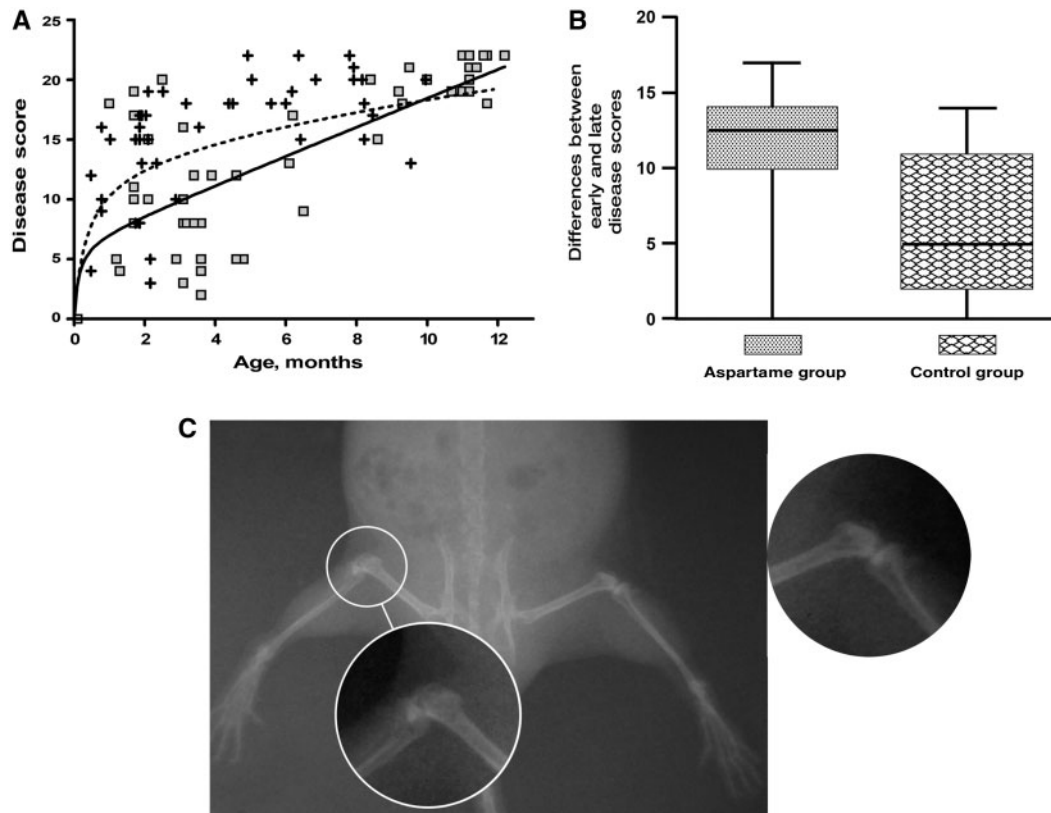 A
25
20
15
10
5
0
Disease score
0 2 4 6 8 10 12
Age, months
B
20
15
10
5
0
Differences between
early and late
disease scores
Aspartame group Control group
C